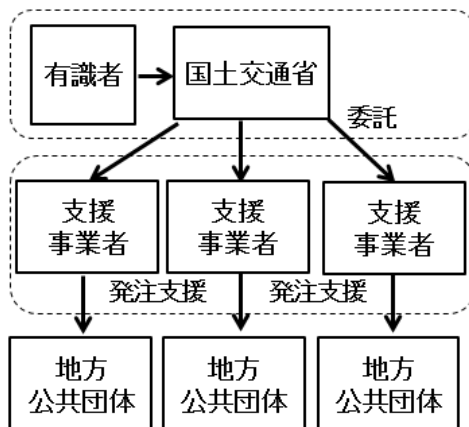 有識者
国土交通省
委託
支援
事業者
支援
事業者
支援
事業者
発注支援
発注支援
地方
公共団体
地方
公共団体
地方
公共団体